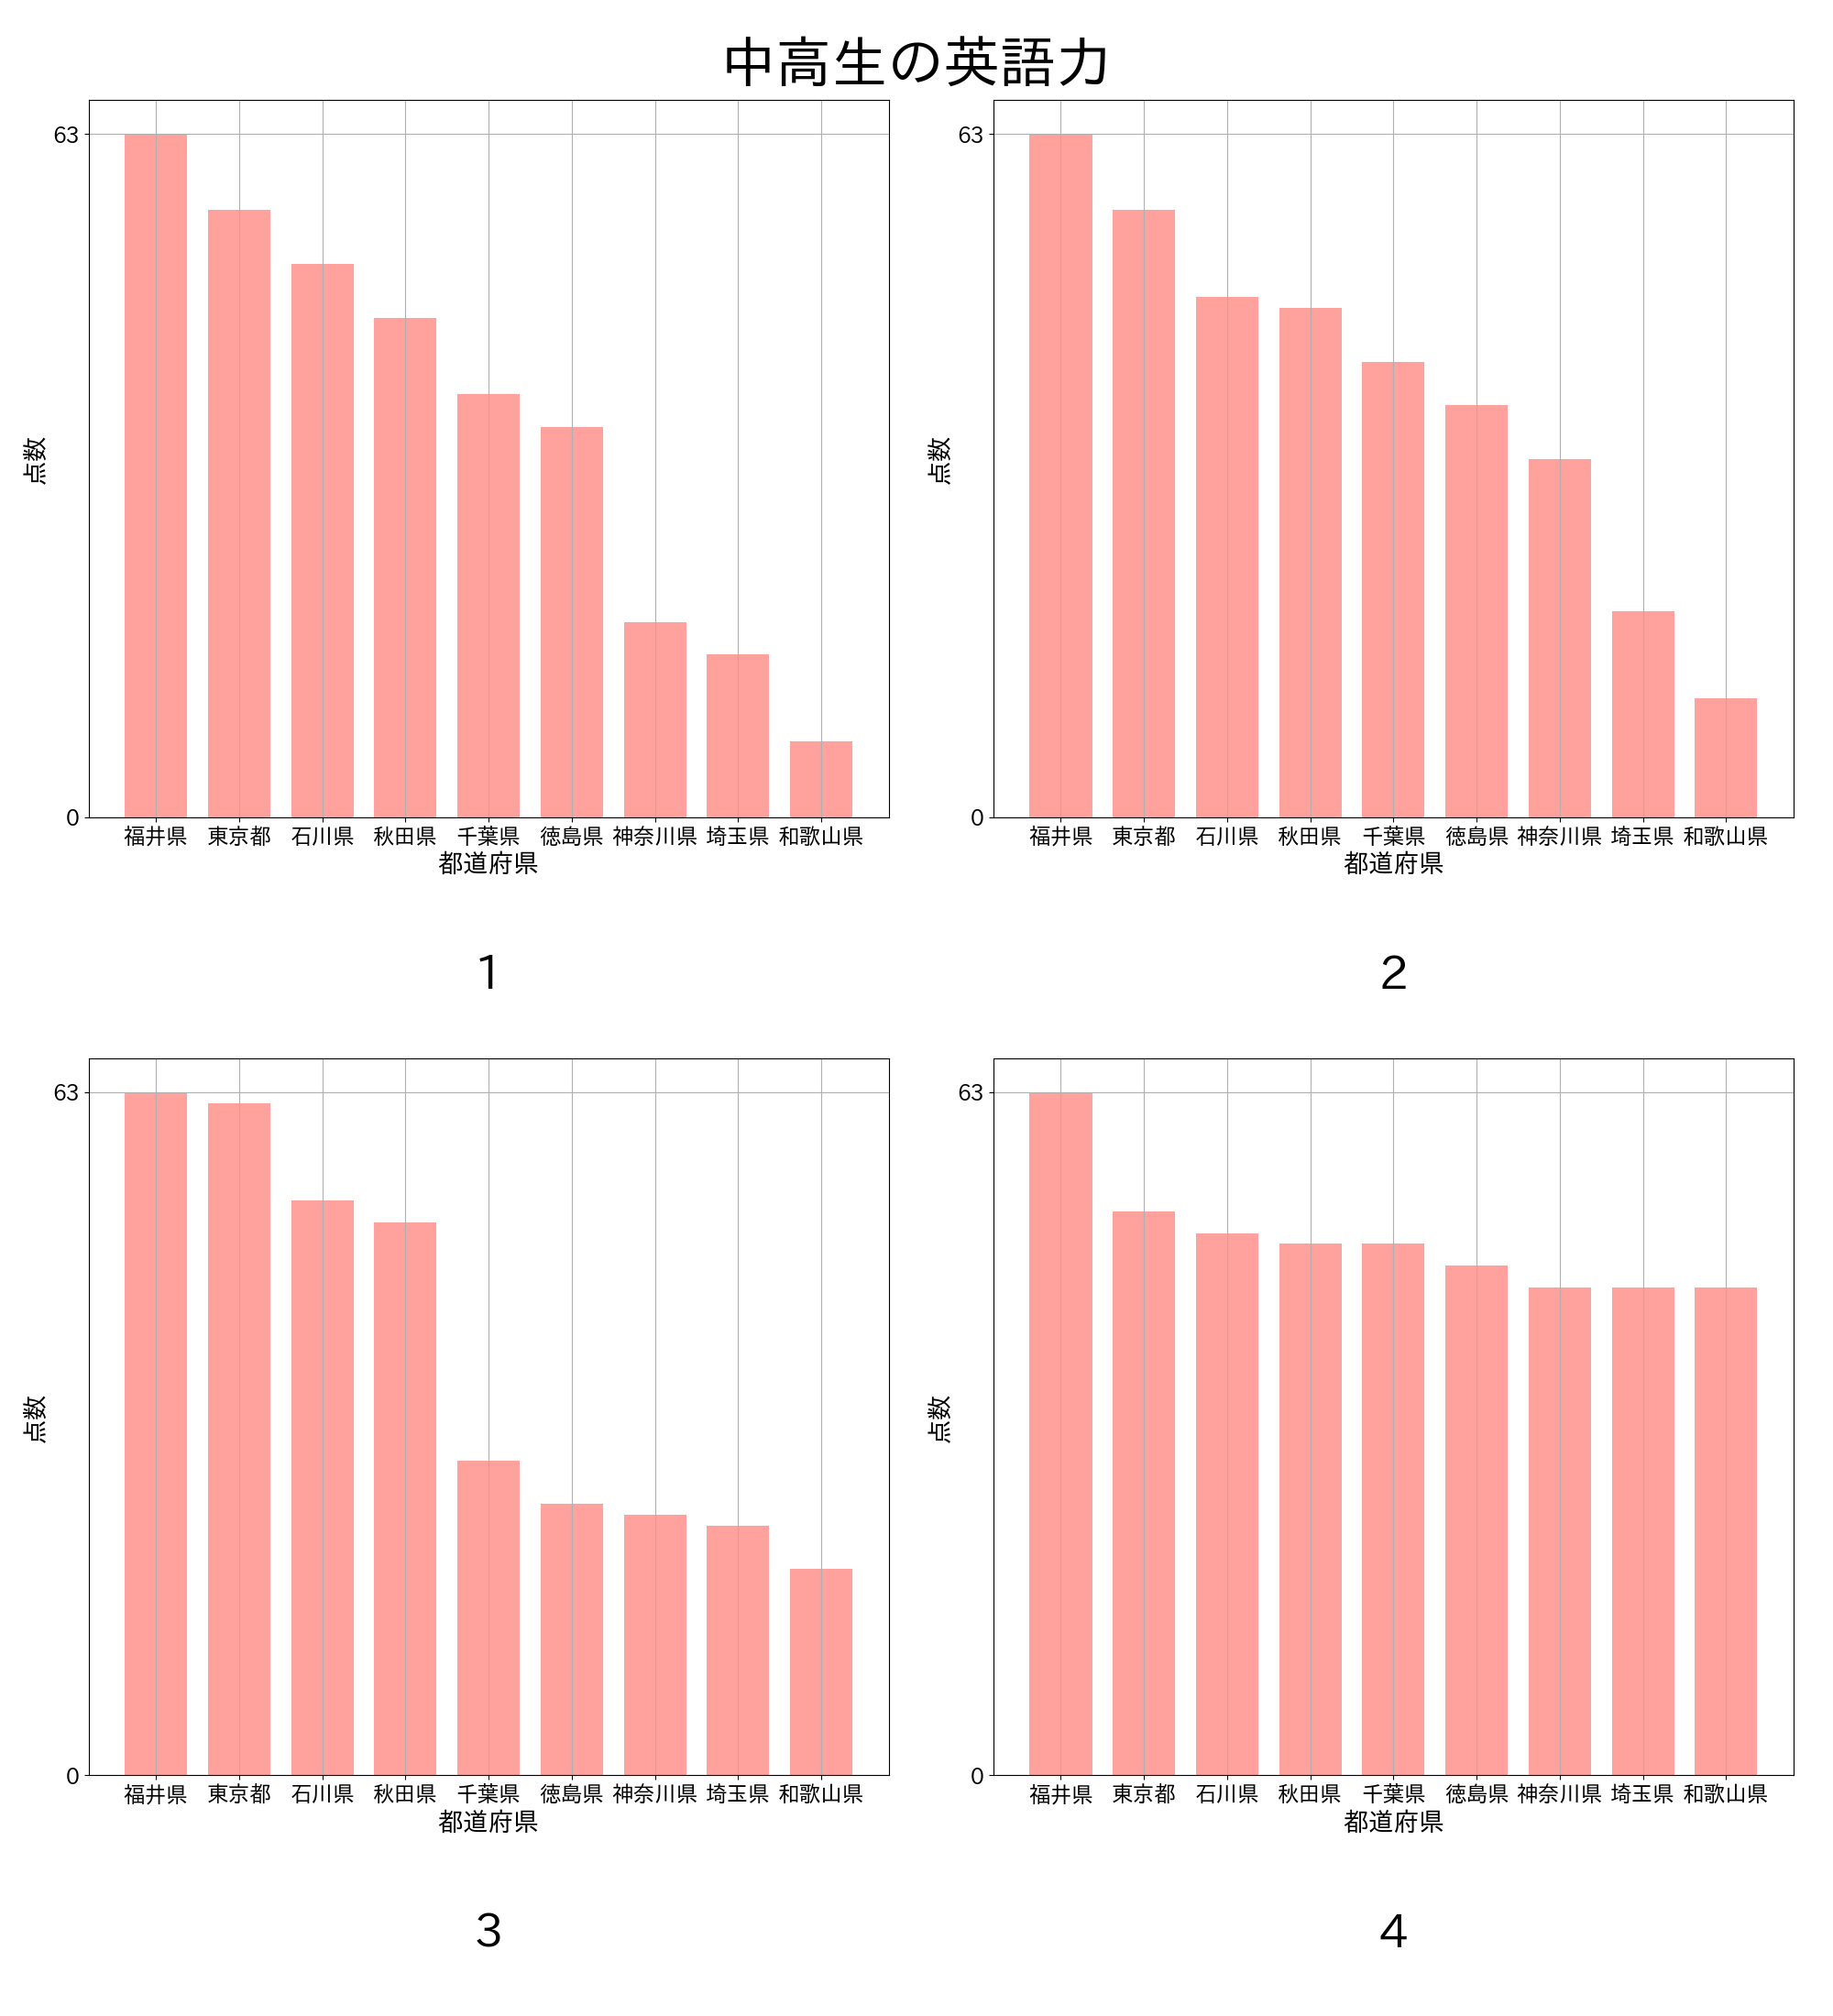 中高生の英語力
63
0
点数
福井県 東京都 石川県 秋田県 千葉県 徳島県 神奈川県 埼玉県 和歌山県
都道府県
1
63
0
点数
福井県 東京都 石川県 秋田県 千葉県 徳島県 神奈川県 埼玉県 和歌山県
都道府県
2
63
0
点数
福井県 東京都 石川県 秋田県 千葉県 徳島県 神奈川県 埼玉県 和歌山県
都道府県
3
63
0
点数
福井県 東京都 石川県 秋田県 千葉県 徳島県 神奈川県 埼玉県 和歌山県
都道府県
4